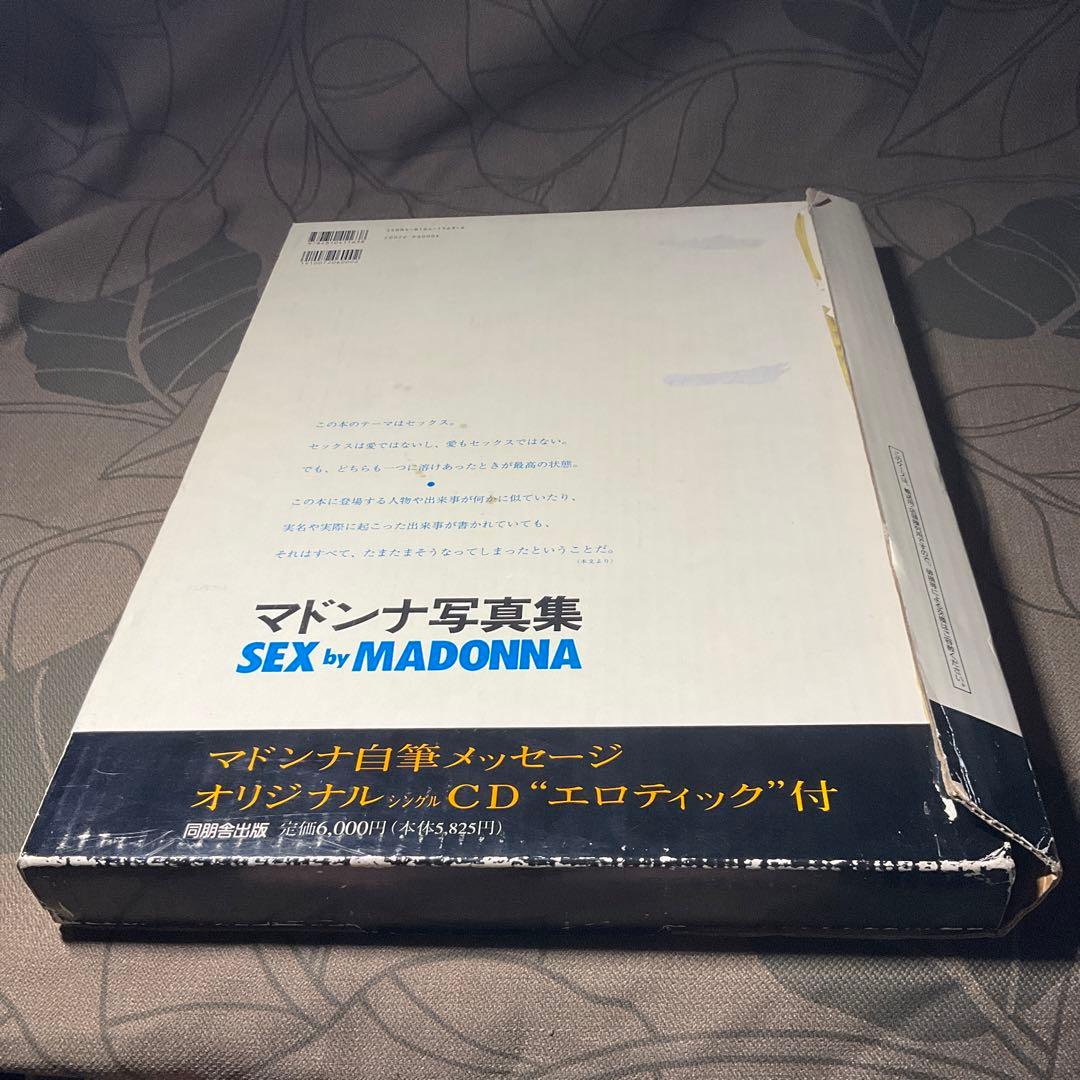 この本のテーマはセックス。
セックスは愛ではないし、愛もセックスではない。
でも、どちらも一つに溶けあったときが最高の状態。
●
この本に登場する人物や出来事が何かに似ていたり、
実名や実際に起こった出来事が書かれていても、
それはすべて、たまたまそうなってしまったということだ。
(本文より)
マドンナ写真集
SEX by MADONNA
マドンナ自筆メッセージ
オリジナルシングルCD“エロティック”付
同朋舎出版 定価6,000円(本体5,825円)